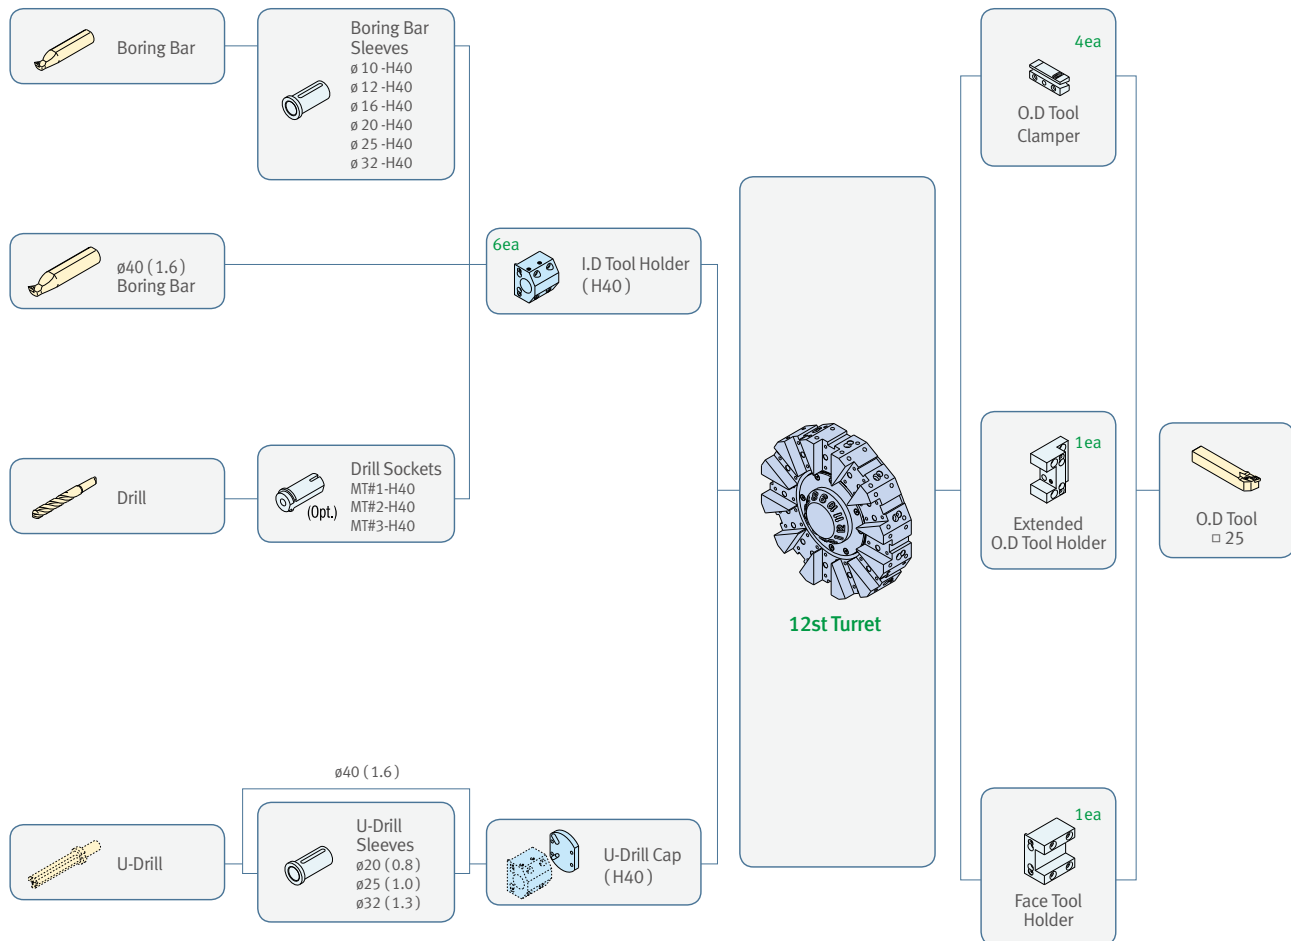 Boring Bar
Boring Bar
Sleeves
ø 10 -H40
ø 12 -H40
ø 16 -H40
ø 20 -H40
ø 25 -H40
ø 32 -H40
4ea
O.D Tool
Clamper
ø40 ( 1.6 )
Boring Bar
6ea
I.D Tool Holder
( H40 )
Drill
(Opt.)
Drill Sockets
MT#1-H40
MT#2-H40
MT#3-H40
12st Turret
1ea
Extended
O.D Tool Holder
O.D Tool
□ 25
ø40 ( 1.6 )
U-Drill
U-Drill
Sleeves
ø20 ( 0.8 )
ø25 ( 1.0 )
ø32 ( 1.3 )
U-Drill Cap
( H40 )
1ea
Face Tool
Holder